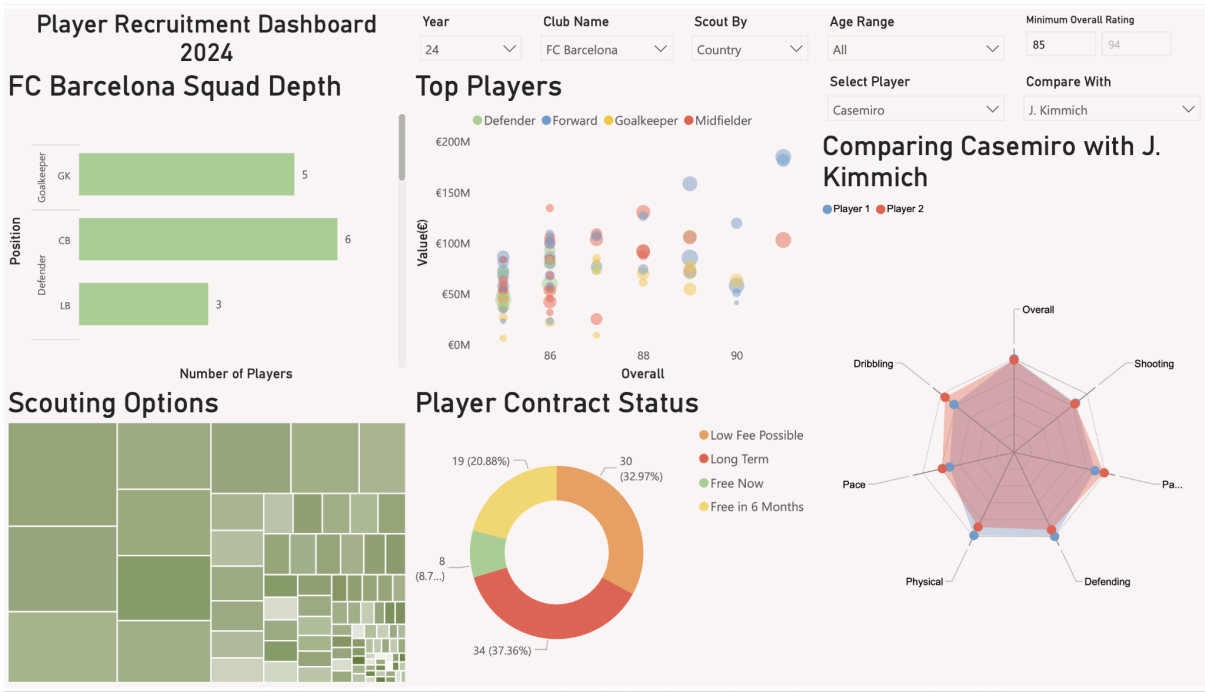 Player Recruitment Dashboard
2024
Year
24
Club Name
FC Barcelona
Scout By
Country
Age Range
All
Minimum Overall Rating
85
94
Select Player
Casemiro
Compare With
J. Kimmich
FC Barcelona Squad Depth
Position
Goalkeeper
GK
5
Defender
CB
6
LB
3
Number of Players
Top Players
Defender
Forward
Goalkeeper
Midfielder
Value(€)
€200M
€150M
€100M
€50M
€0M
86
88
90
Overall
Comparing Casemiro with J.
Kimmich
Player 1
Player 2
Overall
Shooting
Pa...
Defending
Physical
Pace
Dribbling
Scouting Options
Player Contract Status
Low Fee Possible
Long Term
Free Now
Free in 6 Months
19 (20.88%)
30
(32.97%)
8
(8.7...)
34 (37.36%)